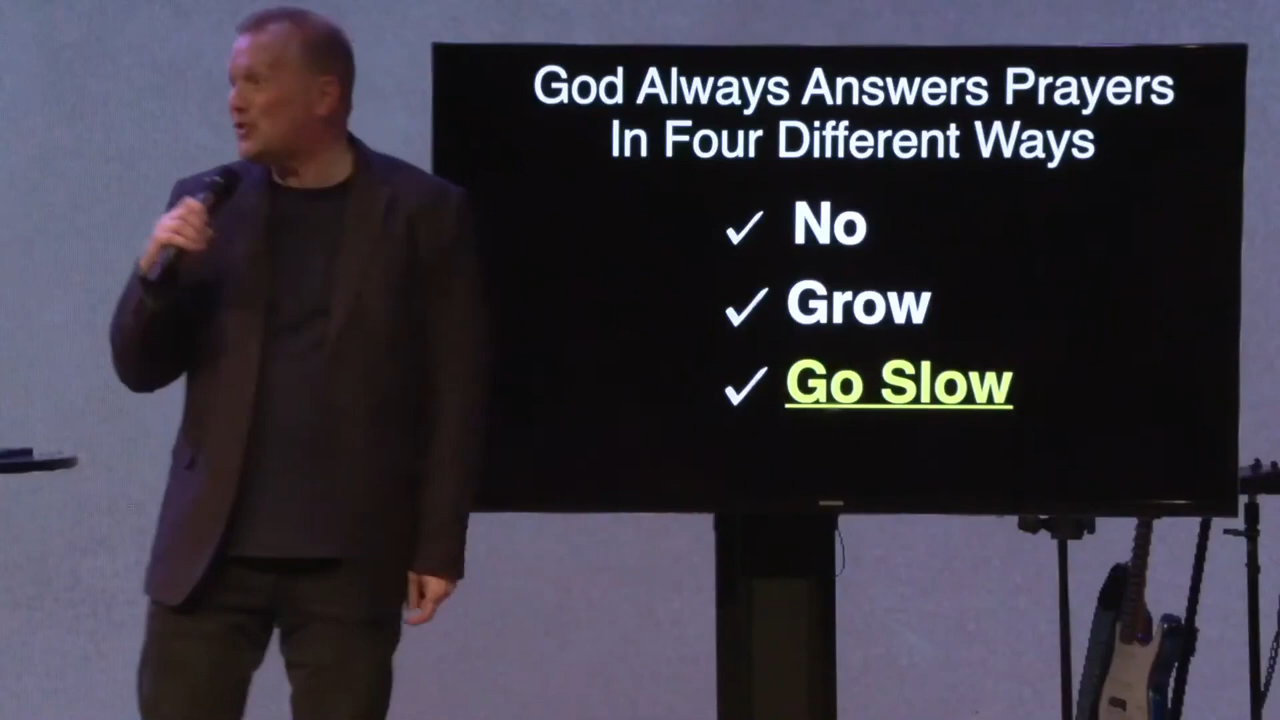 God Always Answers Prayers
In Four Different Ways
✓ No
✓ Grow
✓ Go Slow